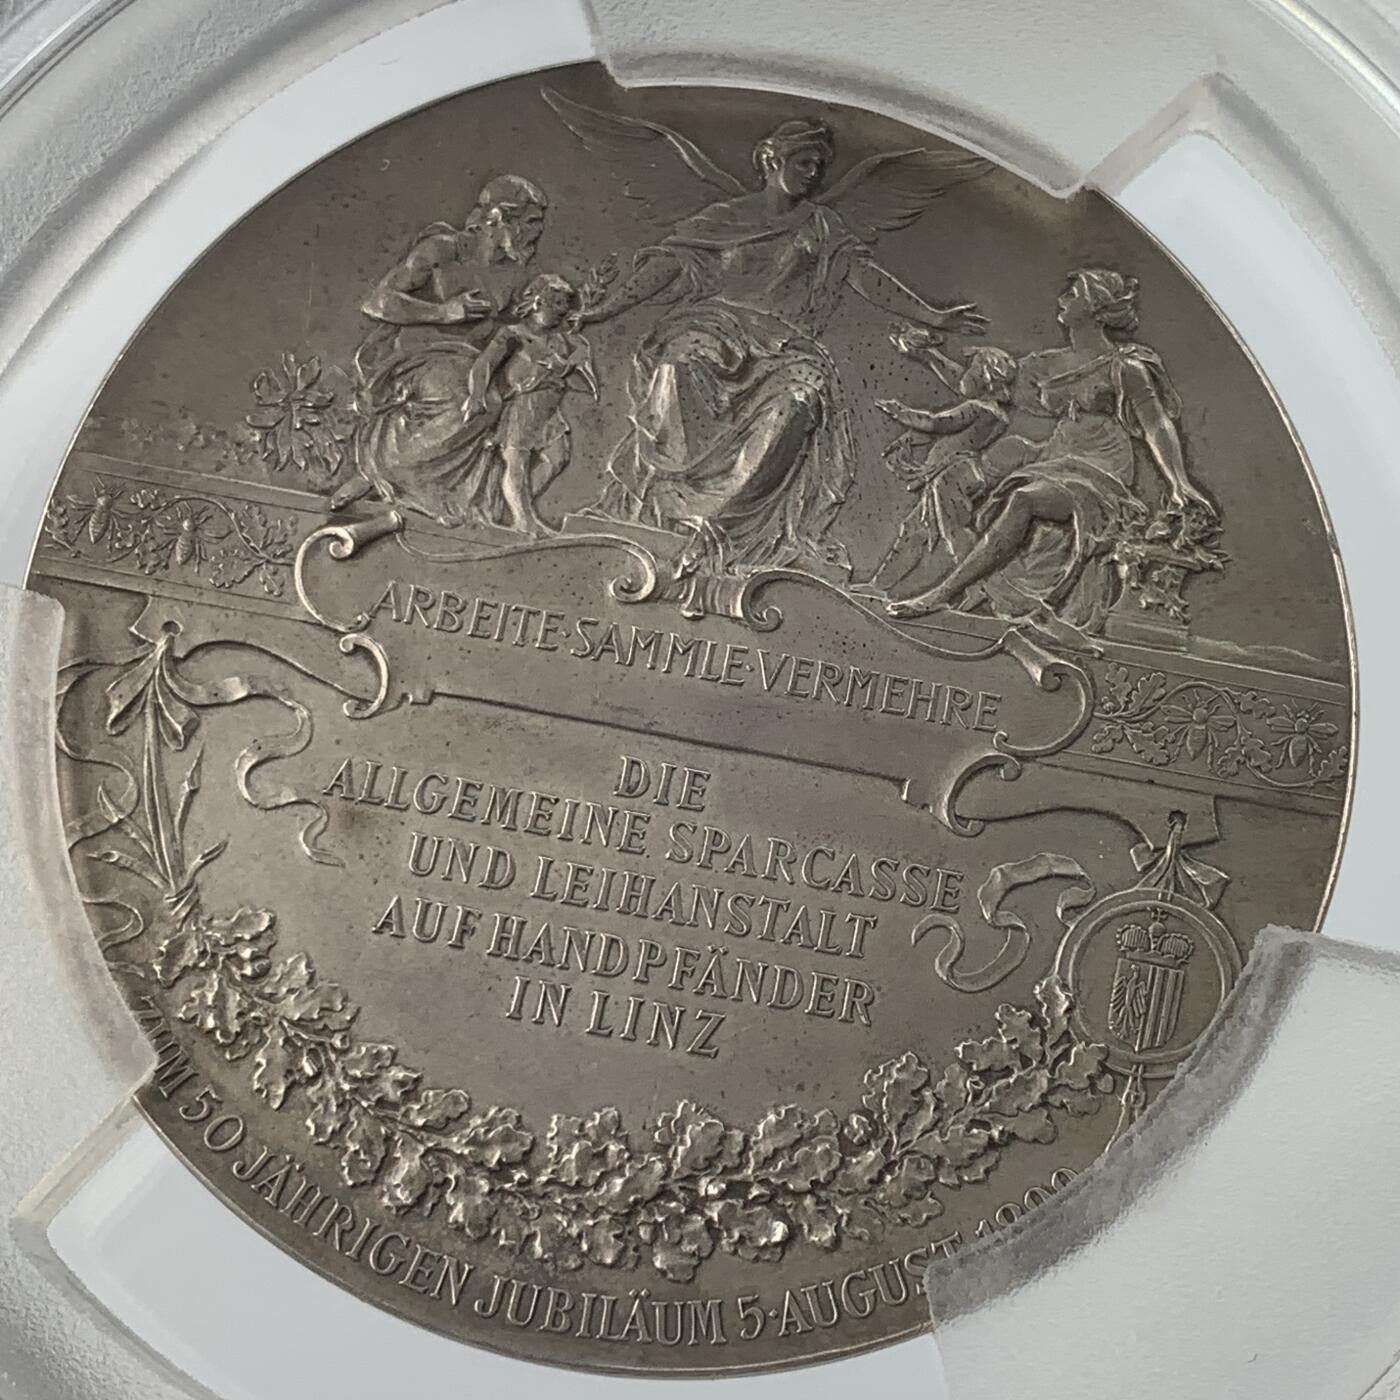 ARBEITE·SAMMLE·VERMEHRE
DIE
ALLGEMEINE SPARCASSE
UND LEIHANSTALT
AUF HANDPFÄNDER
IN LINZ
ZUM 50 JÄHRIGEN JUBILÄUM 5·AUGUST